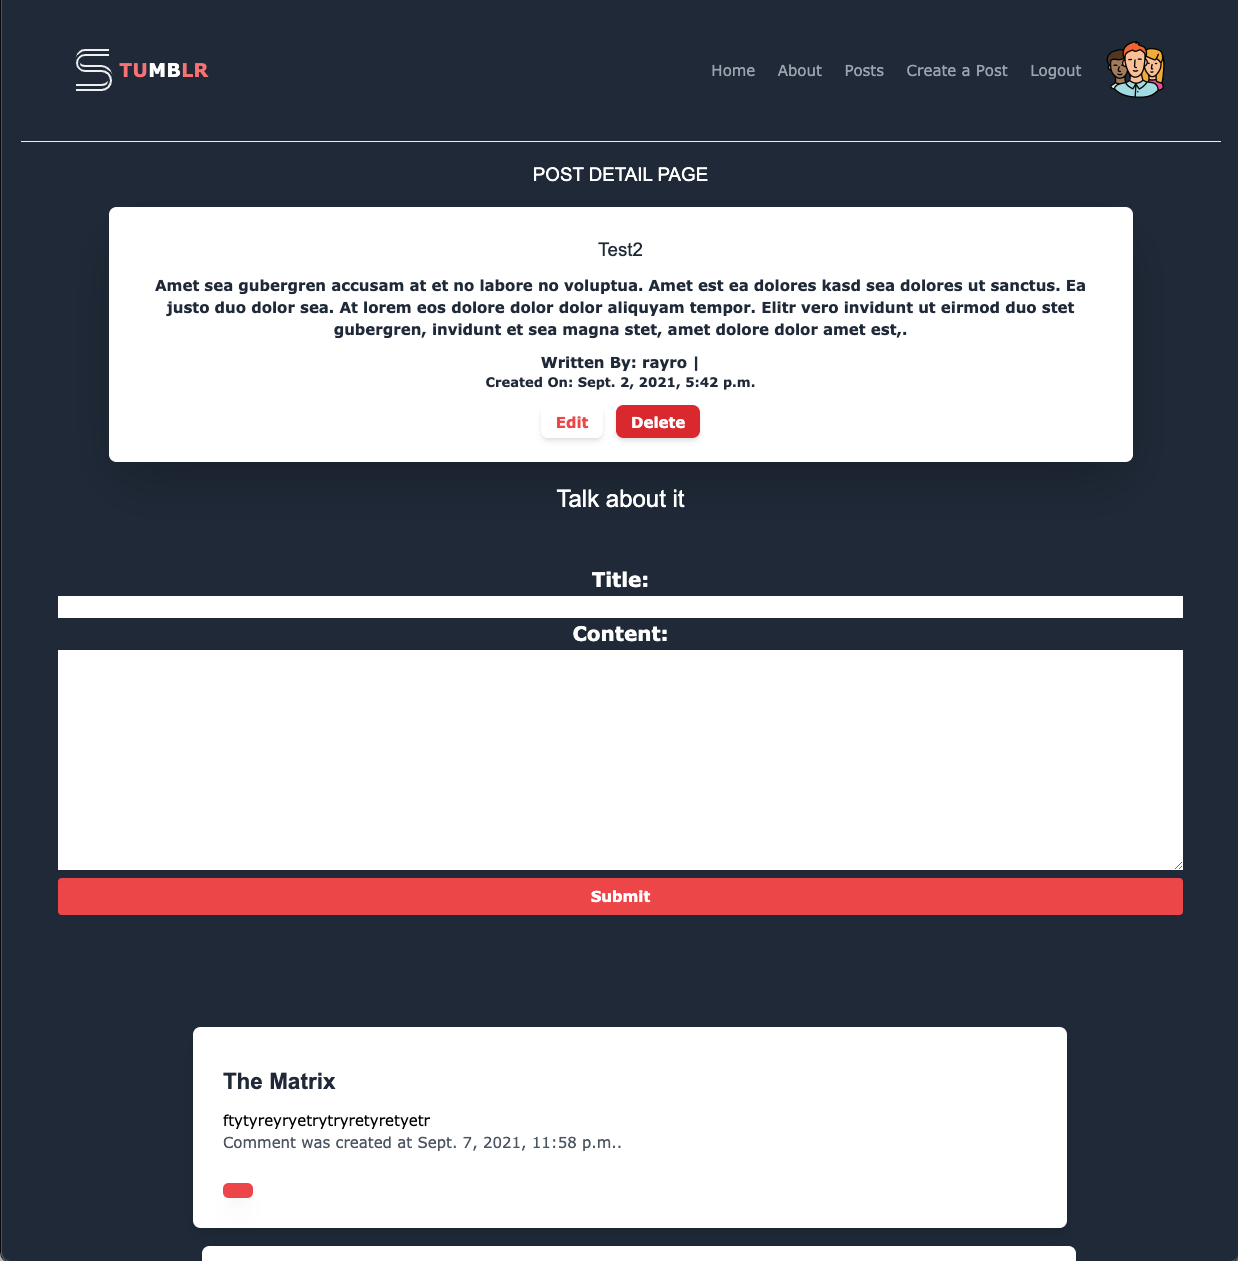 TUMBLR
Home About Posts Create a Post Logout
POST DETAIL PAGE
Test2
Amet sea gubergren accusam at et no labore no voluptua. Amet est ea dolores kasd sea dolores ut sanctus. Ea
justo duo dolor sea. At lorem eos dolore dolor dolor aliquyam tempor. Elitr vero invidunt ut eirmod duo stet
gubergren, invidunt et sea magna stet, amet dolore dolor amet est,.
Written By: rayro |
Created On: Sept. 2, 2021, 5:42 p.m.
Edit Delete
Talk about it
Title:
Content:
Submit
The Matrix
ftytyreyryetrytryretyretyetr
Comment was created at Sept. 7, 2021, 11:58 p.m..